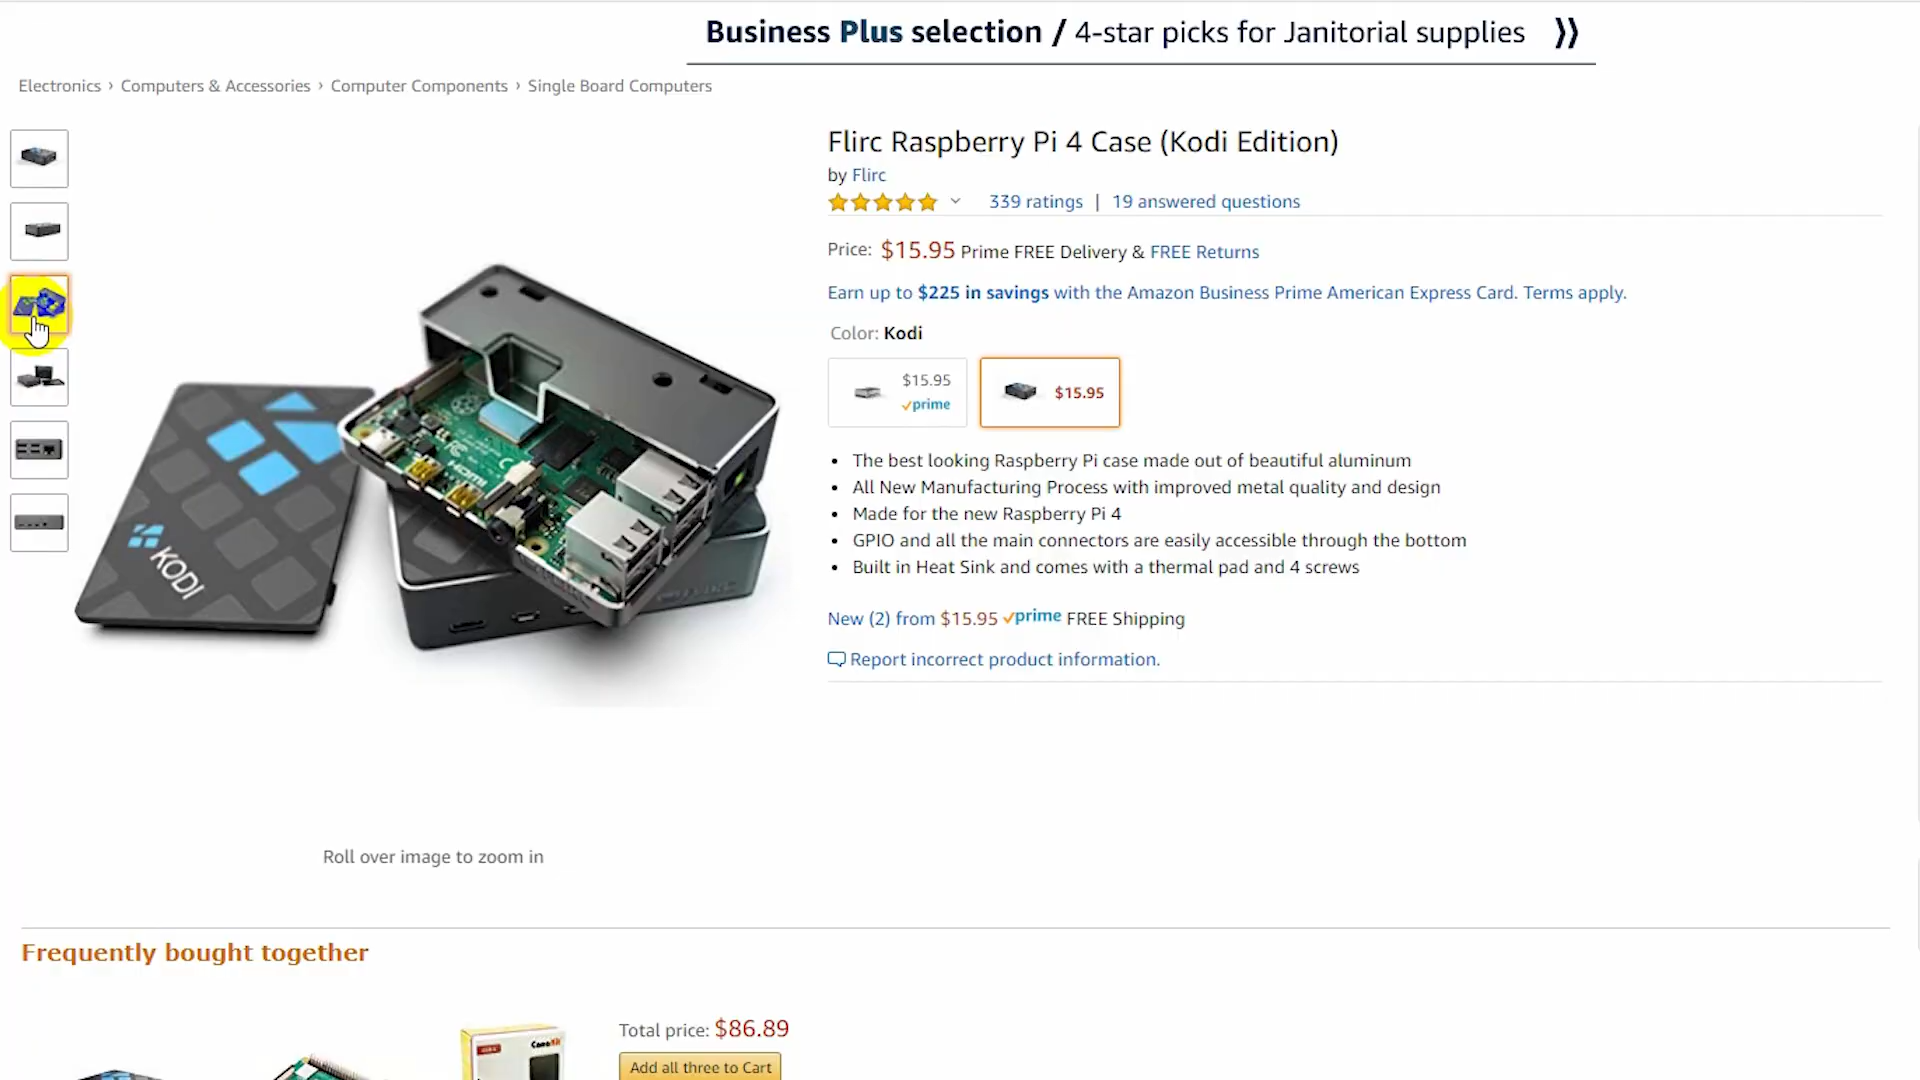 Business Plus selection / 4-star picks for Janitorial supplies
Electronics › Computers & Accessories › Computer Components › Single Board Computers
Flirc Raspberry Pi 4 Case (Kodi Edition)
by Flirc
339 ratings | 19 answered questions
Price: $15.95 Prime FREE Delivery & FREE Returns
Earn up to $225 in savings with the Amazon Business Prime American Express Card. Terms apply.
Color: Kodi
$15.95
prime
$15.95
• The best looking Raspberry Pi case made out of beautiful aluminum
• All New Manufacturing Process with improved metal quality and design
• Made for the new Raspberry Pi 4
• GPIO and all the main connectors are easily accessible through the bottom
• Built in Heat Sink and comes with a thermal pad and 4 screws
New (2) from $15.95 prime FREE Shipping
Report incorrect product information.
KODI
HDMI
Roll over image to zoom in
Frequently bought together
CanaKit
Total price: $86.89
Add all three to Cart